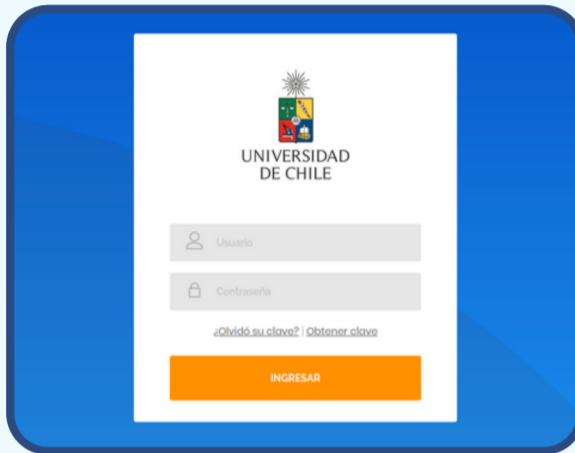 UNIVERSIDAD
DE CHILE
Usuario
Contraseña
¿Olvidó su clave? | Obtener clave
INGRESAR